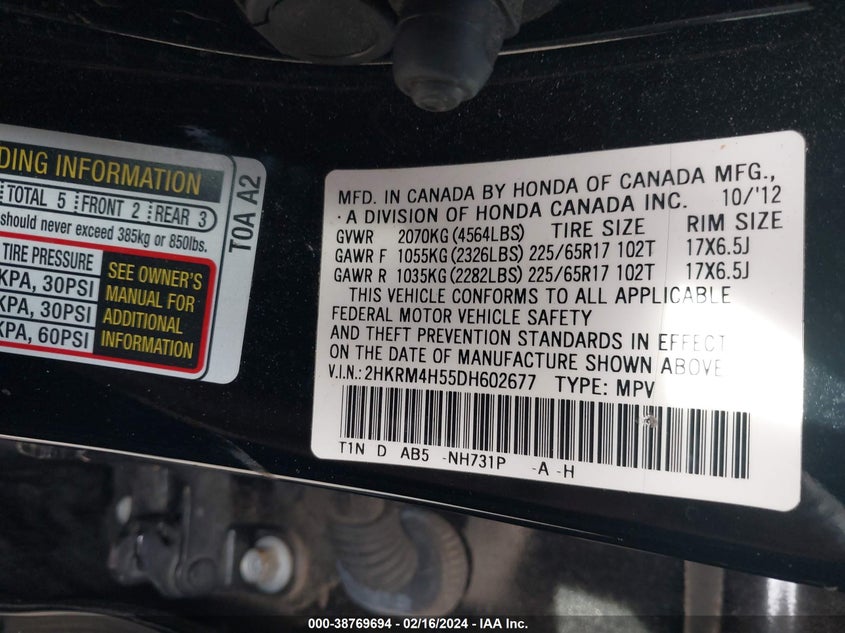 DING INFORMATION
TOTAL 5 FRONT 2 REAR 3
should never exceed 385kg or 850lbs.
TIRE PRESSURE
KPA, 30PSI
KPA, 30PSI
KPA, 60PSI
SEE OWNER'S
MANUAL FOR
ADDITIONAL
INFORMATION
T0A A2
MFD. IN CANADA BY HONDA OF CANADA MFG.,
· A DIVISION OF HONDA CANADA INC. 10/'12
GVWR 2070KG (4564LBS) TIRE SIZE RIM SIZE
GAWR F 1055KG (2326LBS) 225/65R17 102T 17X6.5J
GAWR R 1035KG (2282LBS) 225/65R17 102T 17X6.5J
THIS VEHICLE CONFORMS TO ALL APPLICABLE
FEDERAL MOTOR VEHICLE SAFETY
AND THEFT PREVENTION STANDARDS IN EFFECT
ON THE DATE OF MANUFACTURE SHOWN ABOVE
V.I.N.: 2HKRM4H55DH602677 TYPE: MPV
T1N D AB5 -NH731P -A -H
000-38769694 - 02/16/2024 - IAA Inc.